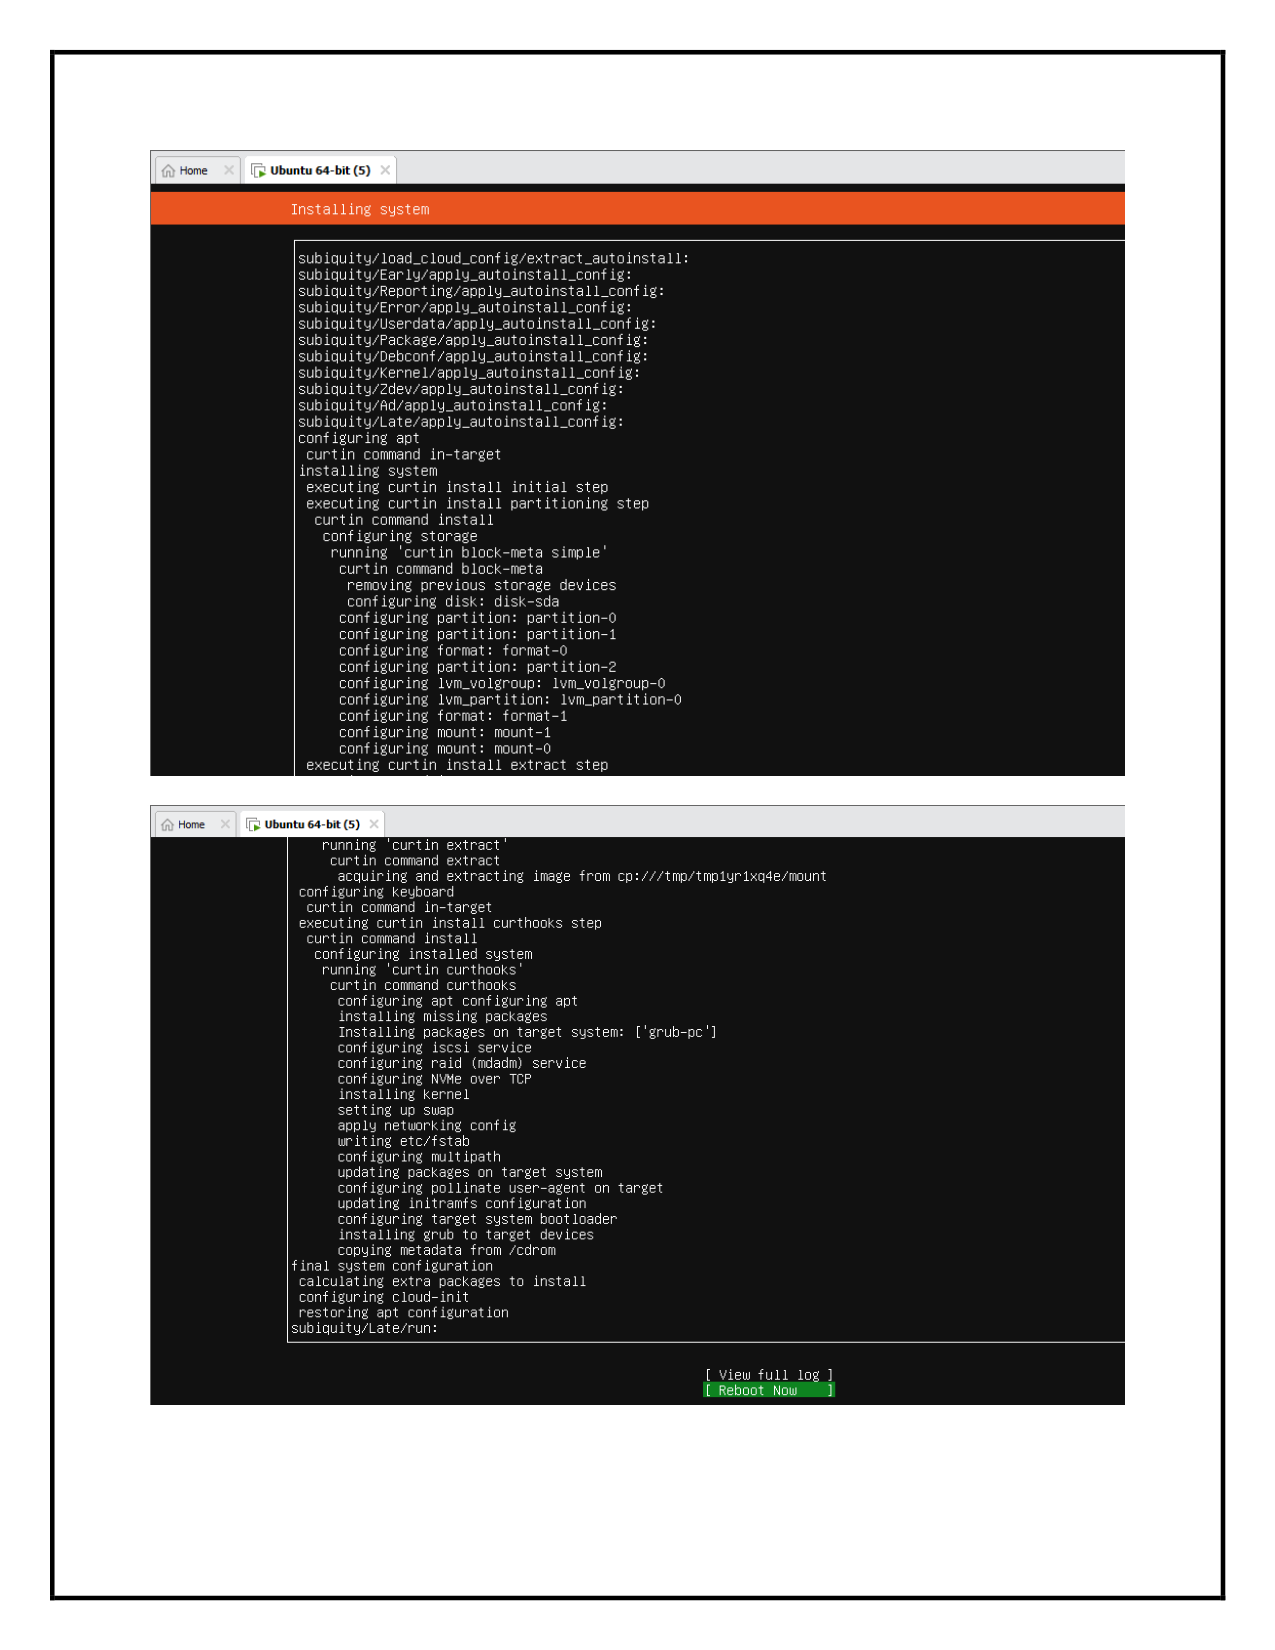 Home
Ubuntu 64-bit (5)
Installing system
subiquity/load_cloud_config/extract_autoinstall:
subiquity/Early/apply_autoinstall_config:
subiquity/Reporting/apply_autoinstall_config:
subiquity/Error/apply_autoinstall_config:
subiquity/Userdata/apply_autoinstall_config:
subiquity/Package/apply_autoinstall_config:
subiquity/Debconf/apply_autoinstall_config:
subiquity/Kernel/apply_autoinstall_config:
subiquity/Zdev/apply_autoinstall_config:
subiquity/Ad/apply_autoinstall_config:
subiquity/Late/apply_autoinstall_config:
configuring apt
curtin command in-target
installing system
executing curtin install initial step
executing curtin install partitioning step
curtin command install
configuring storage
running 'curtin block-meta simple'
curtin command block-meta
removing previous storage devices
configuring disk: disk-sda
configuring partition: partition-0
configuring partition: partition-1
configuring format: format-0
configuring partition: partition-2
configuring lvm_volgroup: lvm_volgroup-0
configuring lvm_partition: lvm_partition-0
configuring format: format-1
configuring mount: mount-1
configuring mount: mount-0
executing curtin install extract step
Home
Ubuntu 64-bit (5)
running 'curtin extract'
curtin command extract
acquiring and extracting image from cp:///tmp/tmp1yr1xq4e/mount
configuring keyboard
curtin command in-target
executing curtin install curthooks step
curtin command install
configuring installed system
running 'curtin curthooks'
curtin command curthooks
configuring apt configuring apt
installing missing packages
Installing packages on target system: ['grub-pc']
configuring iscsi service
configuring raid (mdadm) service
configuring NVMe over TCP
installing kernel
setting up swap
apply networking config
writing etc/fstab
configuring multipath
updating packages on target system
configuring pollinate user-agent on target
updating initramfs configuration
configuring target system bootloader
installing grub to target devices
copying metadata from /cdrom
final system configuration
calculating extra packages to install
configuring cloud-init
restoring apt configuration
subiquity/Late/run:
[ View full log ]
[ Reboot Now ]